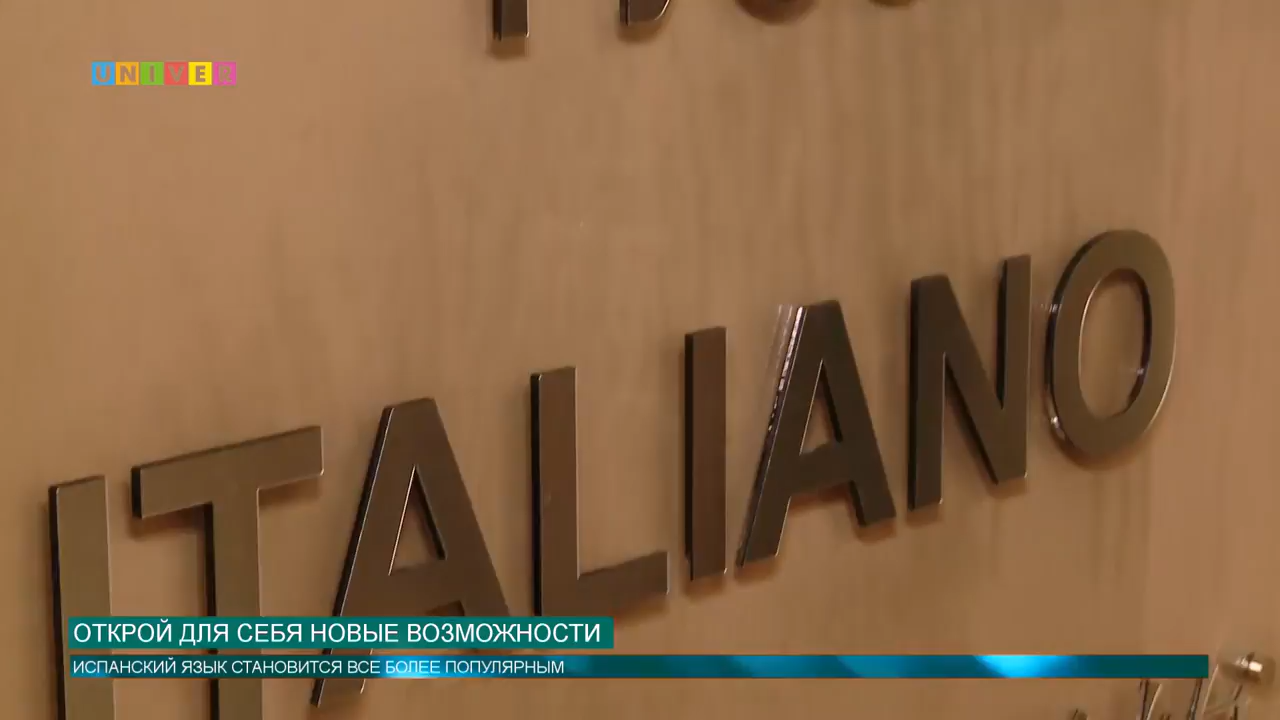 UNIVER
ITALIANO
ОТКРОЙ ДЛЯ СЕБЯ НОВЫЕ ВОЗМОЖНОСТИ
ИСПАНСКИЙ ЯЗЫК СТАНОВИТСЯ ВСЕ БОЛЕЕ ПОПУЛЯРНЫМ